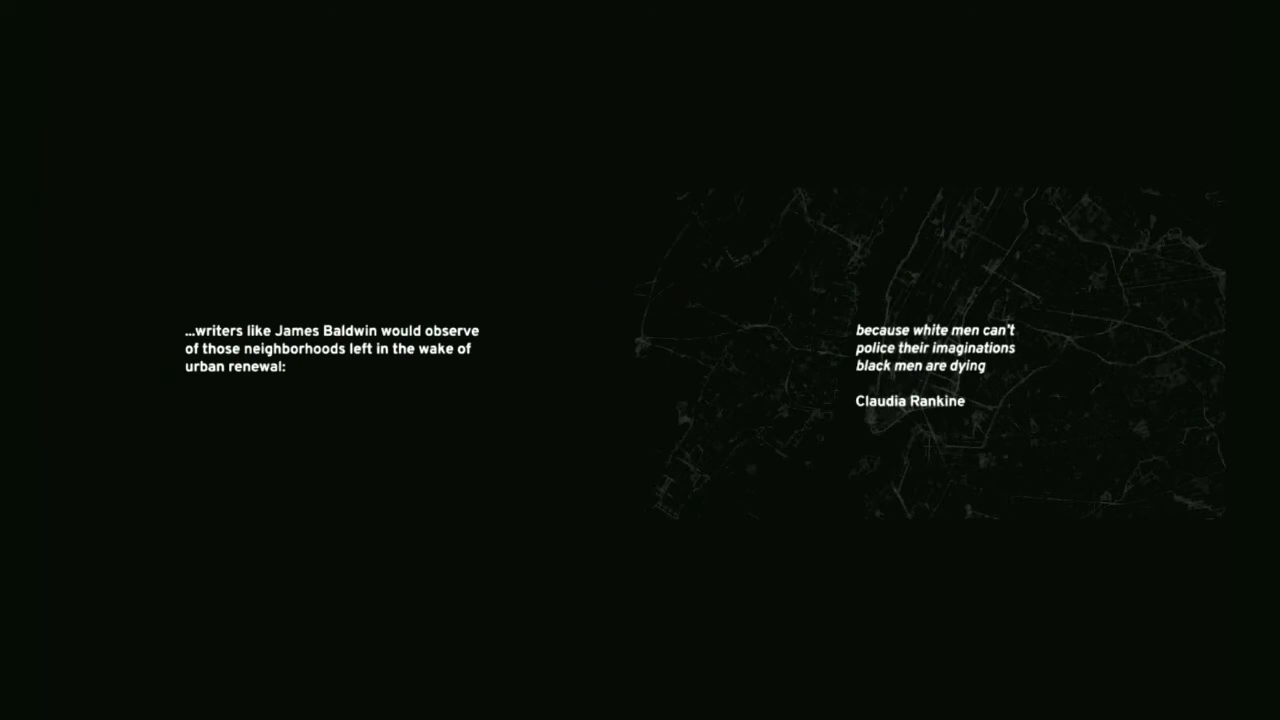 ...writers like James Baldwin would observe
of those neighborhoods left in the wake of
urban renewal:
because white men can't
police their imaginations
black men are dying
Claudia Rankine